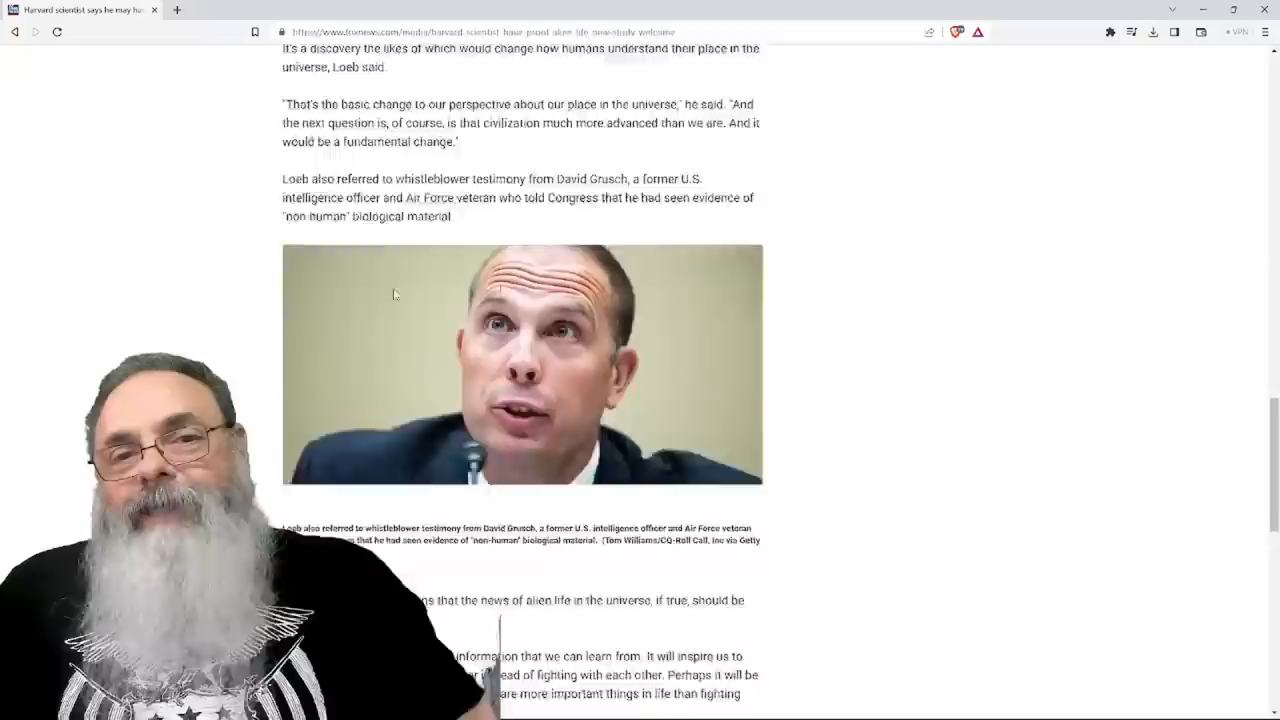 Harvard scientist says he may hav
https://www.foxnews.com/media/harvard-scientist-have-proof-alien-life-new-study-welcome
VPN
It's a discovery the likes of which would change how humans understand their place in the
universe, Loeb said.
"That's the basic change to our perspective about our place in the universe," he said. "And
the next question is, of course, is that civilization much more advanced than we are. And it
would be a fundamental change."
Loeb also referred to whistleblower testimony from David Grusch, a former U.S.
intelligence officer and Air Force veteran who told Congress that he had seen evidence of
"non-human" biological material.
Loeb also referred to whistleblower testimony from David Grusch, a former U.S. intelligence officer and Air Force veteran
that he had seen evidence of "non-human" biological material. (Tom Williams/CQ-Roll Call, Inc via Getty
that the news of alien life in the universe, if true, should be
information that we can learn from. It will inspire us to
of fighting with each other. Perhaps it will be
are more important things in life than fighting